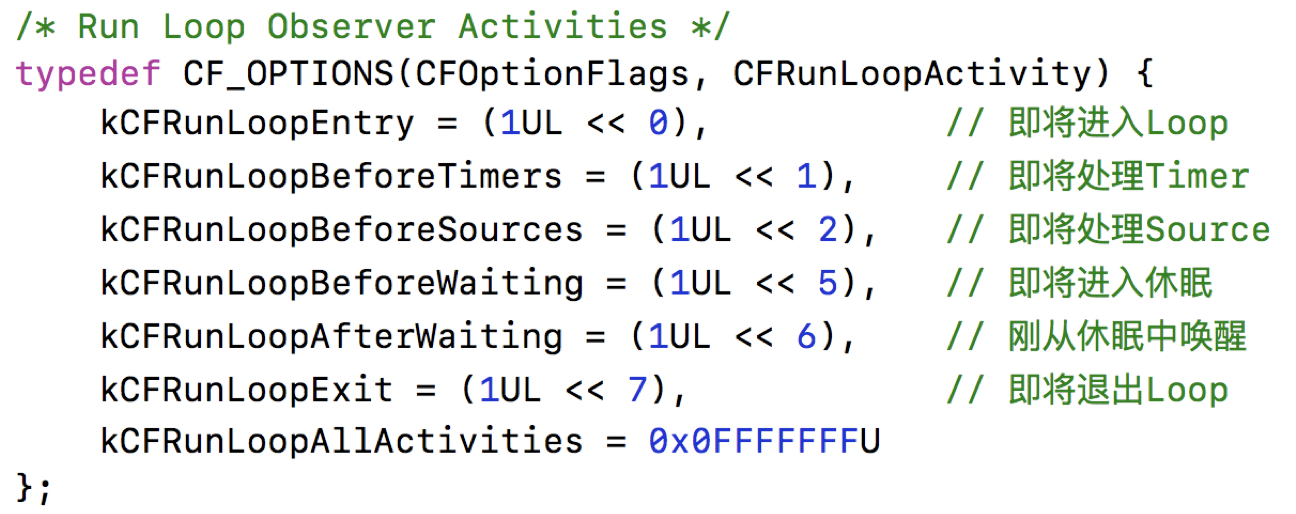 /* Run Loop Observer Activities */
typedef CF_OPTIONS(CFOptionFlags, CFRunLoopActivity) {
    kCFRunLoopEntry = (1UL << 0),           // 即将进入Loop
    kCFRunLoopBeforeTimers = (1UL << 1),    // 即将处理Timer
    kCFRunLoopBeforeSources = (1UL << 2),   // 即将处理Source
    kCFRunLoopBeforeWaiting = (1UL << 5),   // 即将进入休眠
    kCFRunLoopAfterWaiting = (1UL << 6),    // 刚从休眠中唤醒
    kCFRunLoopExit = (1UL << 7),            // 即将退出Loop
    kCFRunLoopAllActivities = 0x0FFFFFFFU
};